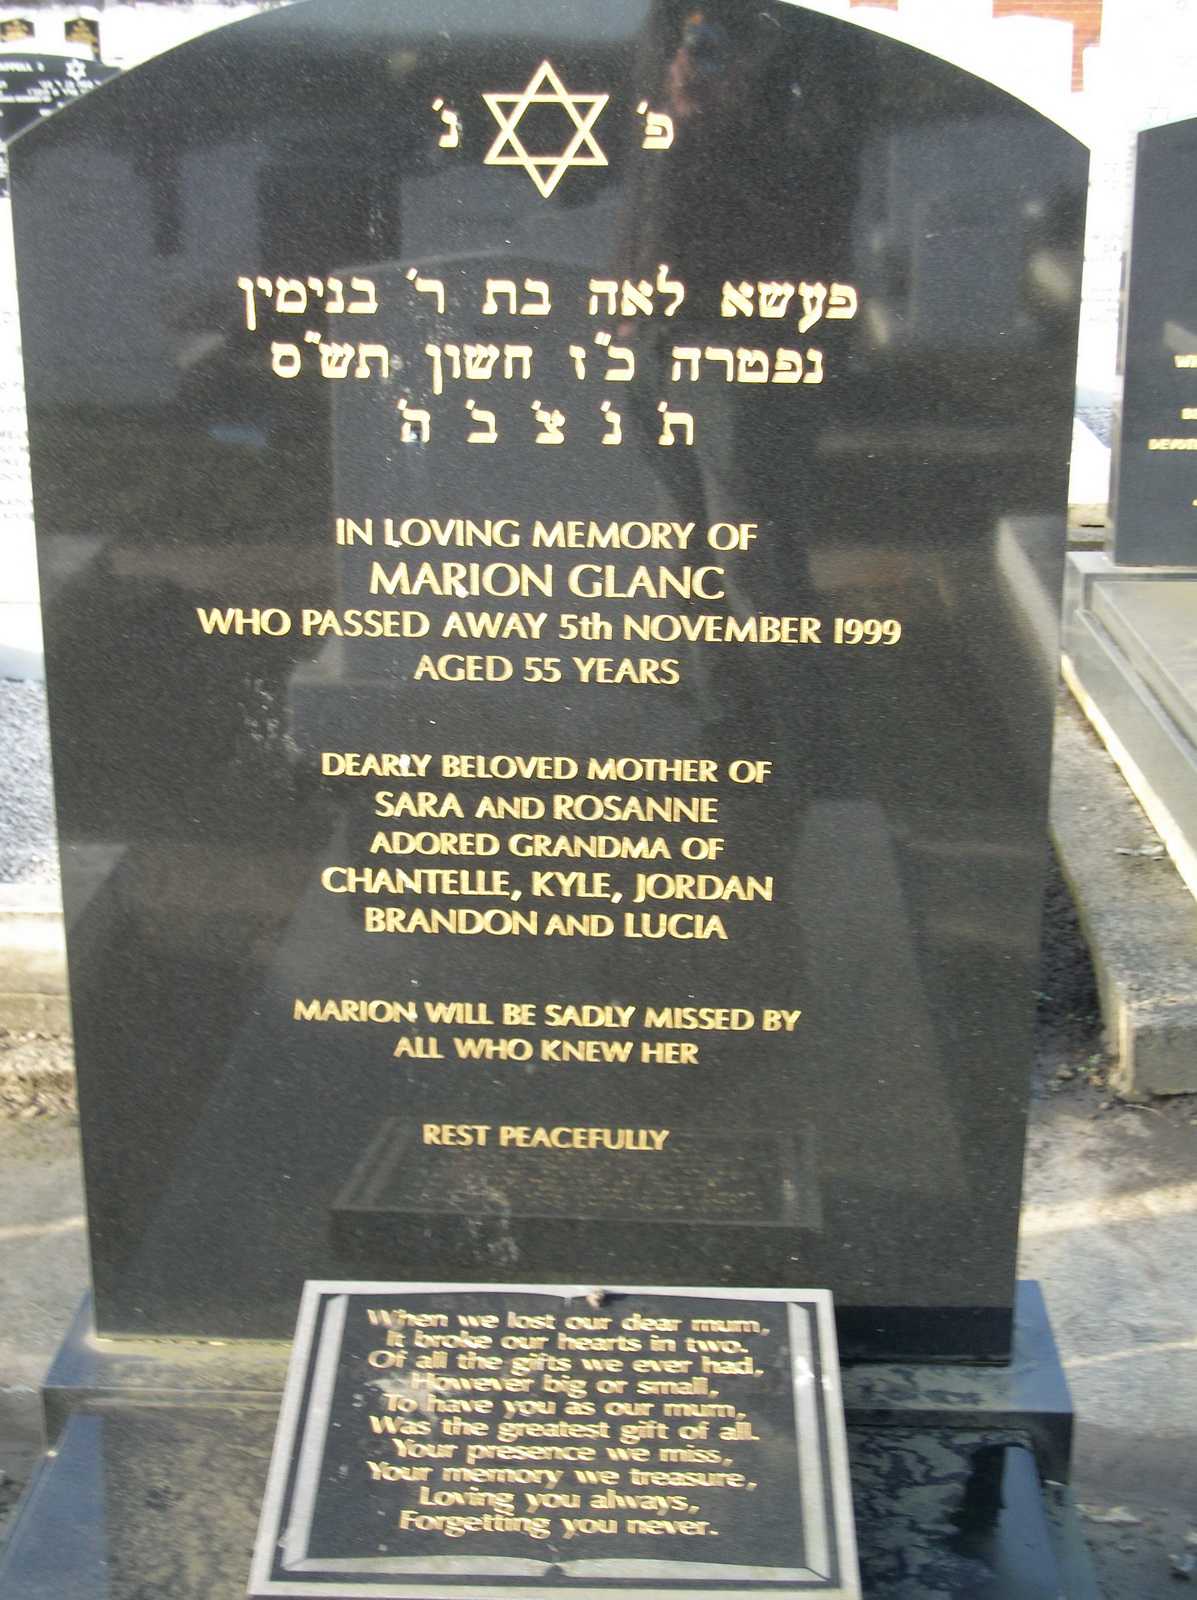 פ' נ'
פעשא לאה בת ר' בנימין
נפטרה כ"ז חשון תש"ס
ת' נ' צ' ב' ה'
IN LOVING MEMORY OF
MARION GLANC
WHO PASSED AWAY 5th NOVEMBER 1999
AGED 55 YEARS
DEARLY BELOVED MOTHER OF
SARA AND ROSANNE
ADORED GRANDMA OF
CHANTELLE, KYLE, JORDAN
BRANDON AND LUCIA
MARION WILL BE SADLY MISSED BY
ALL WHO KNEW HER
REST PEACEFULLY
When we lost our dear mum,
It broke our hearts in two.
Of all the gifts we ever had,
However big or small,
To have you as our mum,
Was the greatest gift of all.
Your presence we miss,
Your memory we treasure,
Loving you always,
Forgetting you never.